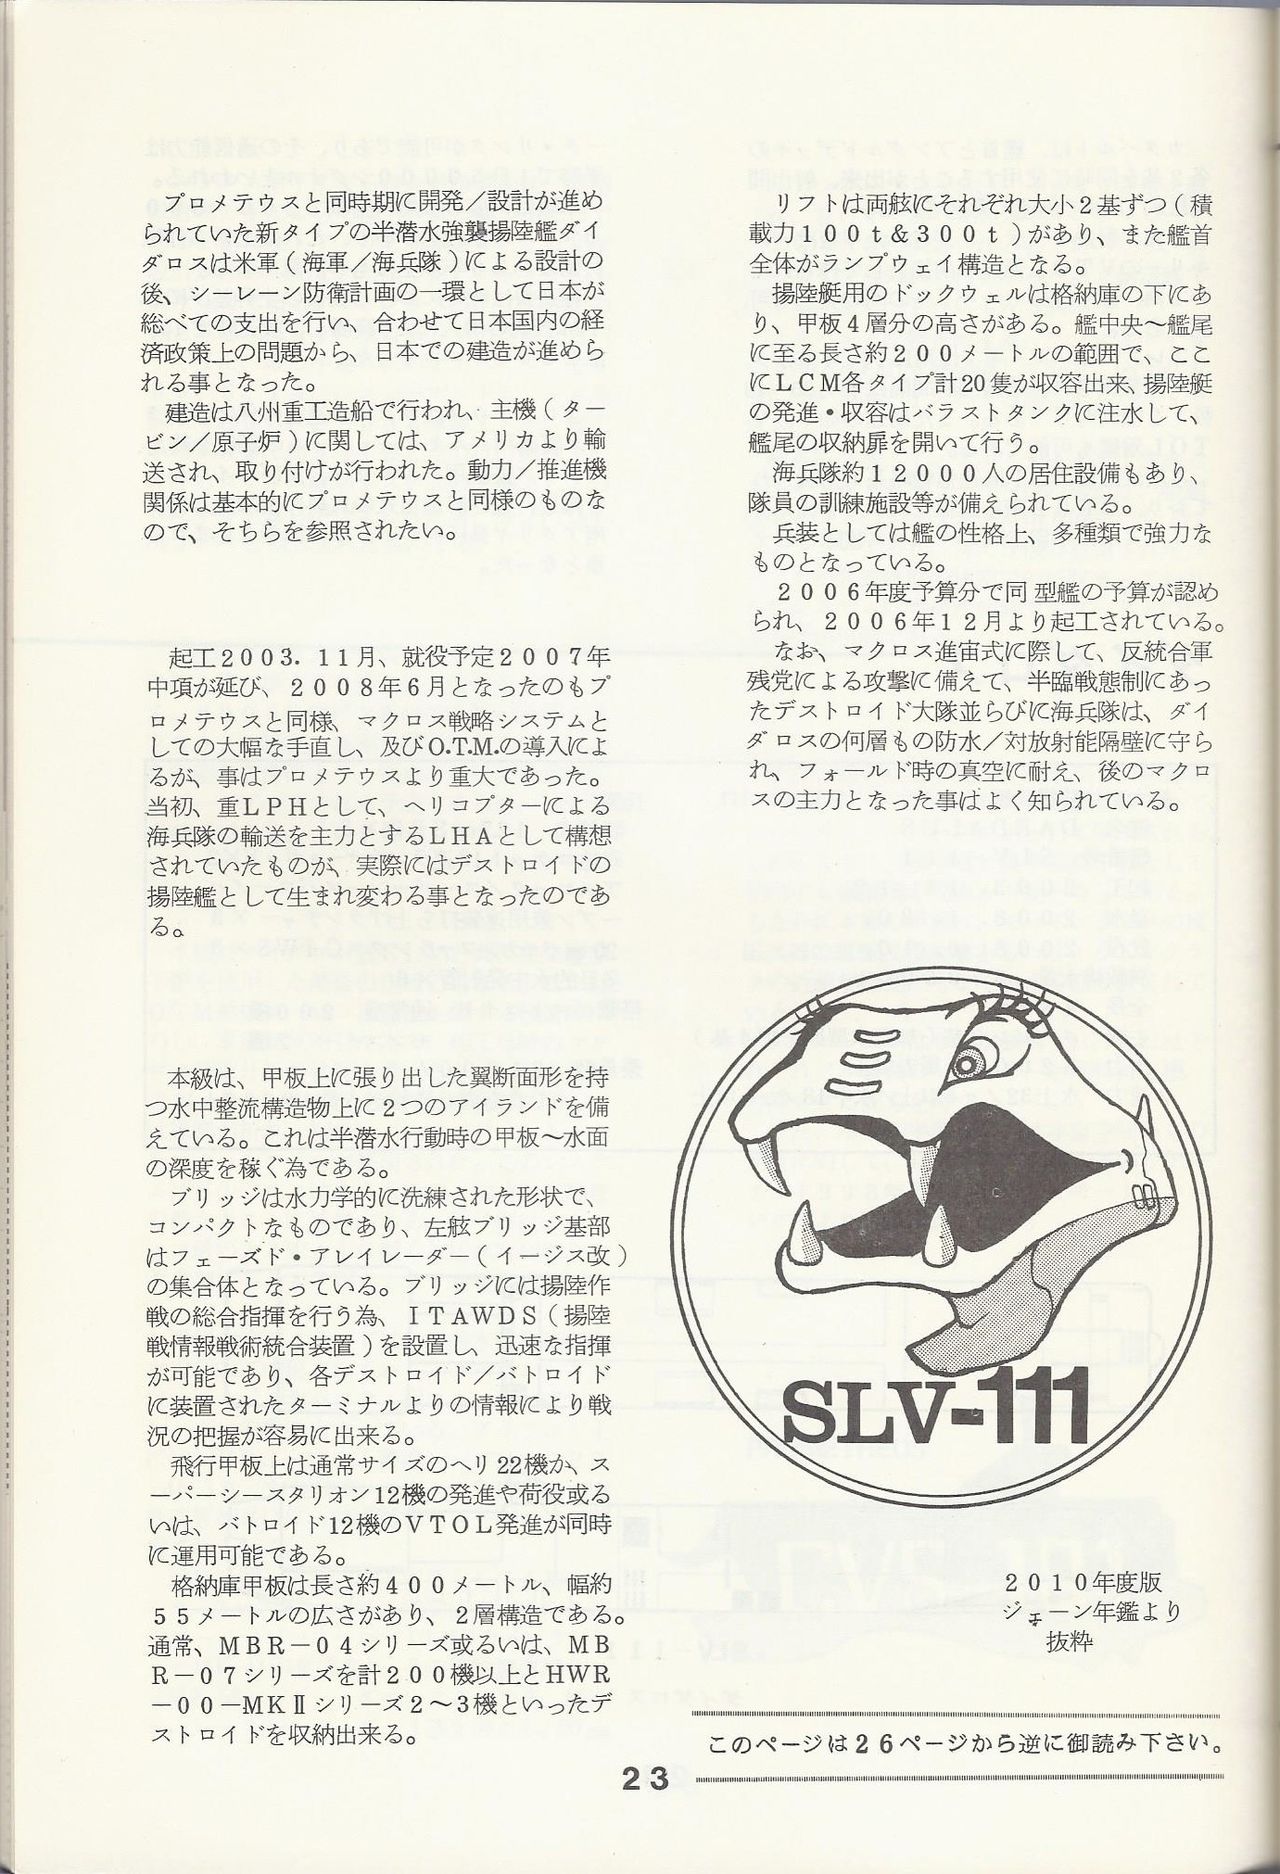 プロメテウスと同時期に開発／設計が進め
られていた新タイプの半潜水強襲揚陸艦ダイ
ダロスは米軍（海軍／海兵隊）による設計の
後、シーレーン防衛計画の一環として日本が
総べての支出を行い、合わせて日本国内の経
済政策上の問題から、日本での建造が進めら
れる事となった。
建造は八州重工造船で行われ、主機（ター
ビン／原子炉）に関しては、アメリカより輸
送され、取り付けが行われた。動力／推進機
関係は基本的にプロメテウスと同様のものな
ので、そちらを参照されたい。
起工２００３．１１月、就役予定２００７年
中項が延び、２００８年６月となったのもプ
ロメテウスと同様、マクロス戦略システムと
しての大幅な手直し、及びO.T.M.の導入によ
るが、事はプロメテウスより重大であった。
当初、重ＬＰＨとして、ヘリコプターによる
海兵隊の輸送を主力とするＬＨＡとして構想
されていたものが、実際にはデストロイドの
揚陸艦として生まれ変わる事となったのであ
る。
本級は、甲板上に張り出した翼断面形を持
つ水中整流構造物上に２つのアイランドを備
えている。これは半潜水行動時の甲板～水面
の深度を稼ぐ為である。
ブリッジは水力学的に洗練された形状で、
コンパクトなものであり、左舷ブリッジ基部
はフェーズド・アレイレーダー（イージス改）
の集合体となっている。ブリッジには揚陸作
戦の総合指揮を行う為、ＩＴＡＷＤＳ（揚陸
戦情報戦術統合装置）を設置し、迅速な指揮
が可能であり、各デストロイド／バトロイド
に装置されたターミナルよりの情報により戦
況の把握が容易に出来る。
飛行甲板上は通常サイズのヘリ22機か、ス
ーパーシースタリオン12機の発進や荷役或る
いは、バトロイド12機のＶＴＯＬ発進が同時
に運用可能である。
格納庫甲板は長さ約４００メートル、幅約
５５メートルの広さがあり、２層構造である。
通常、ＭＢＲ－０４シリーズ或るいは、ＭＢ
Ｒ－０７シリーズを計２００機以上とＨＷＲ
－００－ＭＫⅡシリーズ２～３機といったデ
ストロイドを収納出来る。
リフトは両舷にそれぞれ大小２基ずつ（積
載力１００ｔ＆３００ｔ）があり、また艦首
全体がランプウェイ構造となる。
揚陸艇用のドックウェルは格納庫の下にあ
り、甲板４層分の高さがある。艦中央～艦尾
に至る長さ約２００メートルの範囲で、ここ
にＬＣＭ各タイプ計20隻が収容出来、揚陸艇
の発進・収容はバラストタンクに注水して、
艦尾の収納扉を開いて行う。
海兵隊約１２０００人の居住設備もあり、
隊員の訓練施設等が備えられている。
兵装としては艦の性格上、多種類で強力な
ものとなっている。
２００６年度予算分で同型艦の予算が認め
られ、２００６年１２月より起工されている。
なお、マクロス進宙式に際して、反統合軍
残党による攻撃に備えて、半臨戦態制にあっ
たデストロイド大隊並らびに海兵隊は、ダイ
ダロスの何層もの防水／対放射能隔壁に守ら
れ、フォールド時の真空に耐え、後のマクロ
スの主力となった事はよく知られている。
SLV-111
２０１０年度版
ジェーン年鑑より
抜粋
このページは２６ページから逆に御読み下さい。
23